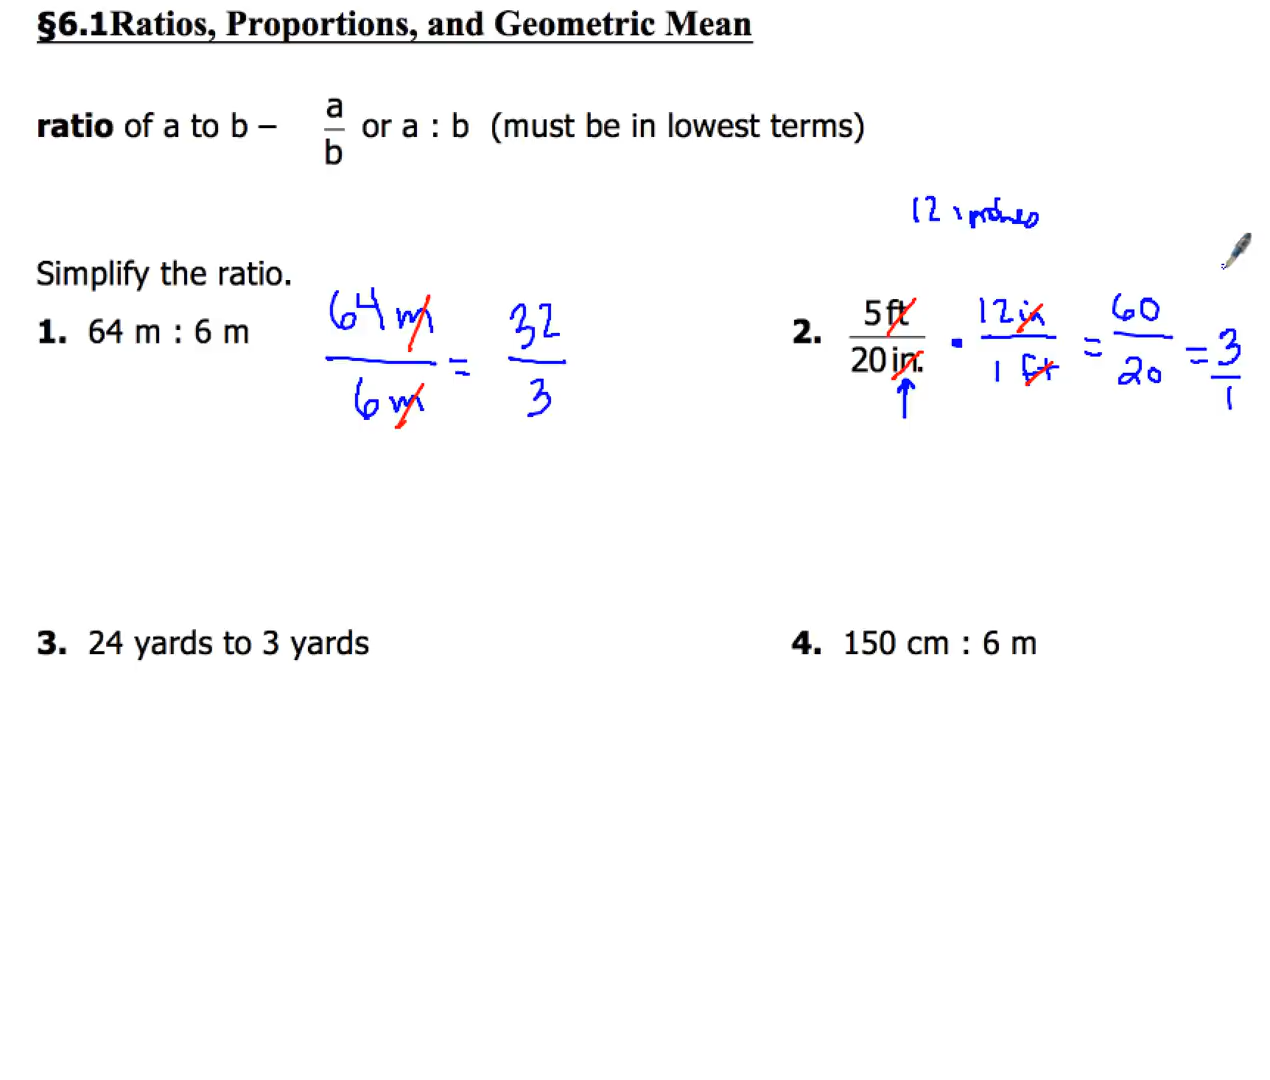 §6.1Ratios, Proportions, and Geometric Mean
ratio of a to b – a/b or a : b (must be in lowest terms)
12 inches
Simplify the ratio.
1. 64 m : 6 m 64 m / 6 m = 32 / 3
2. 5 ft / 20 in. · 12 in / 1 ft = 60 / 20 = 3 / 1
3. 24 yards to 3 yards
4. 150 cm : 6 m